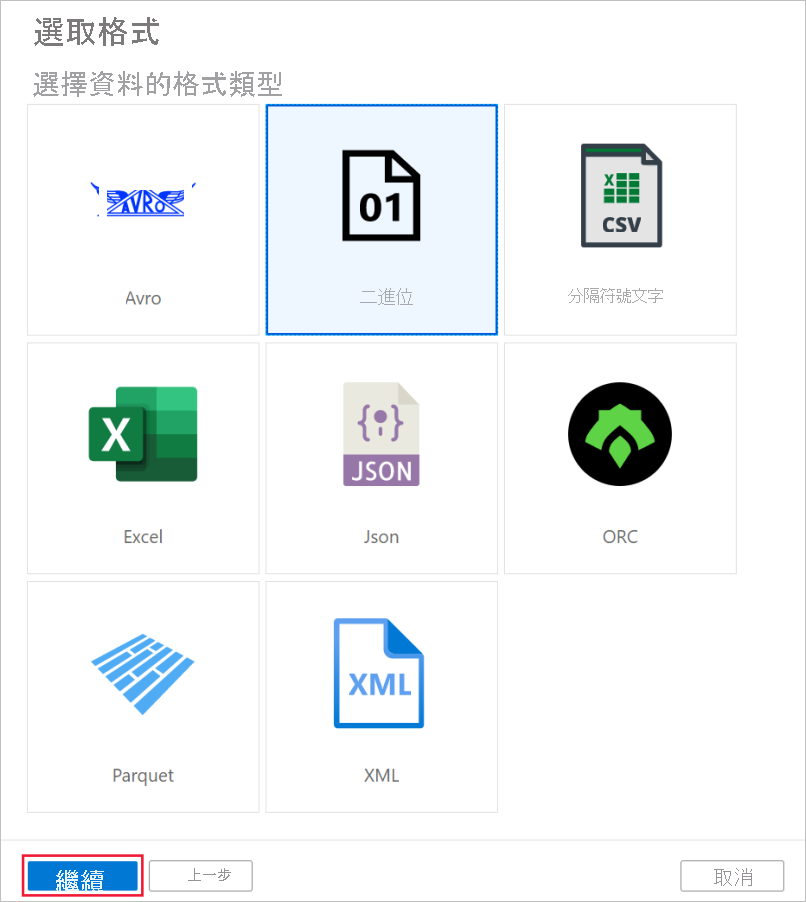 選取格式
選擇資料的格式類型
AVRO
01
CSV
Avro
二進位
分隔符號文字
X
JSON
Excel
Json
ORC
XML
Parquet
XML
繼續
上一步
取消